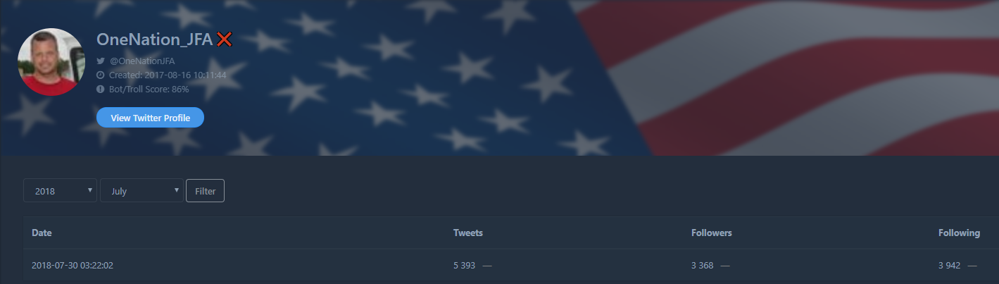 OneNation_JFA❌
@OneNationJFA
Created: 2017-08-16 10:11:44
Bot/Troll Score: 86%
View Twitter Profile
2018 July Filter
Date Tweets Followers Following
2018-07-30 03:22:02 5 393 — 3 368 — 3 942 —